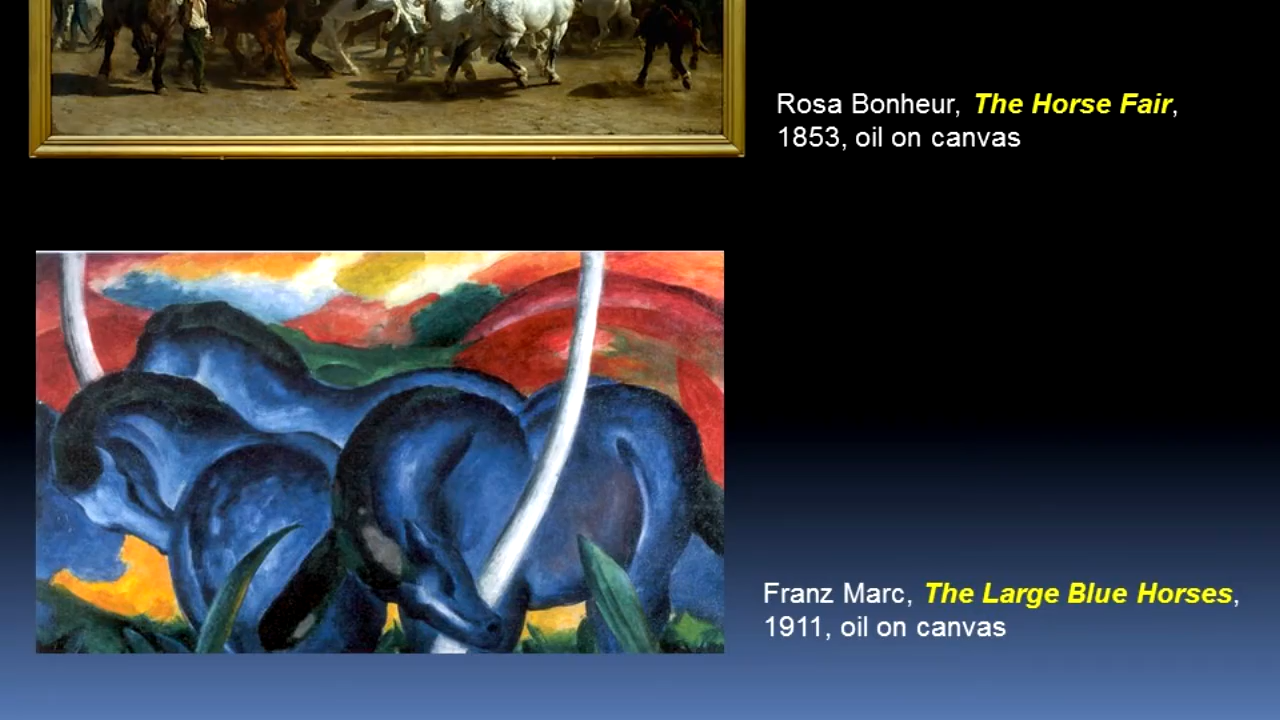 Rosa Bonheur, The Horse Fair,
1853, oil on canvas
Franz Marc, The Large Blue Horses,
1911, oil on canvas